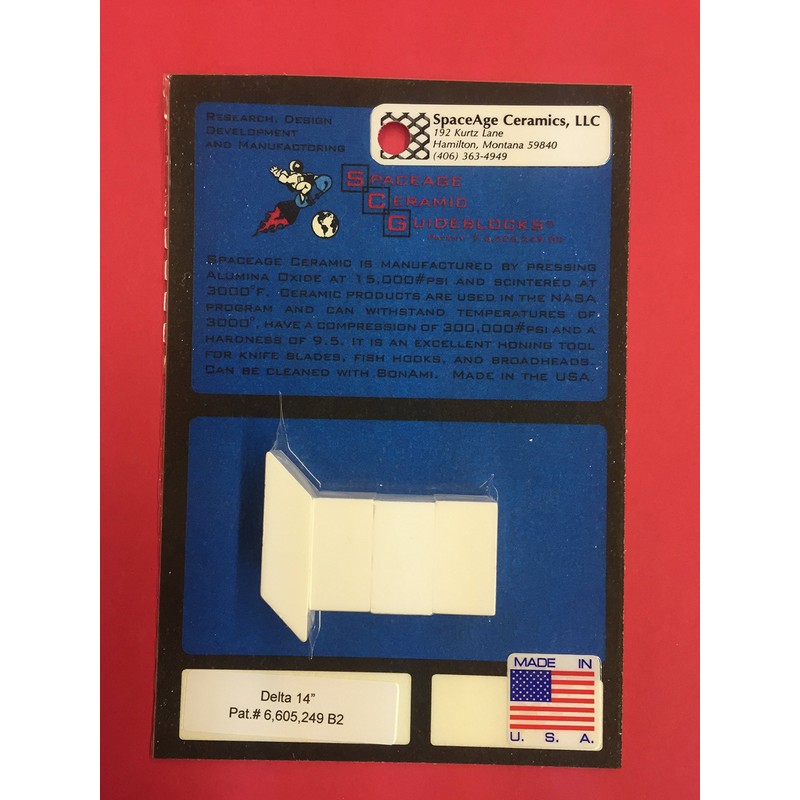 Research, Design
Development
and Manufacturing
SpaceAge Ceramics, LLC
192 Kurtz Lane
Hamilton, Montana 59840
(406) 363-4949
Spaceage
Ceramic
Guideblocks®
Spaceage Ceramic is manufactured by pressing
Alumina Oxide at 15,000#psi and scintered at
3000°F. Ceramic products are used in the NASA
program and can withstand temperatures of
3000°, have a compression of 300,000#psi and a
hardness of 9.5. It is an excellent honing tool
for knife blades, fish hooks, and broadheads.
Can be cleaned with BonAmi. Made in the USA.
Delta 14"
Pat.# 6,605,249 B2
MADE IN
U. S. A.